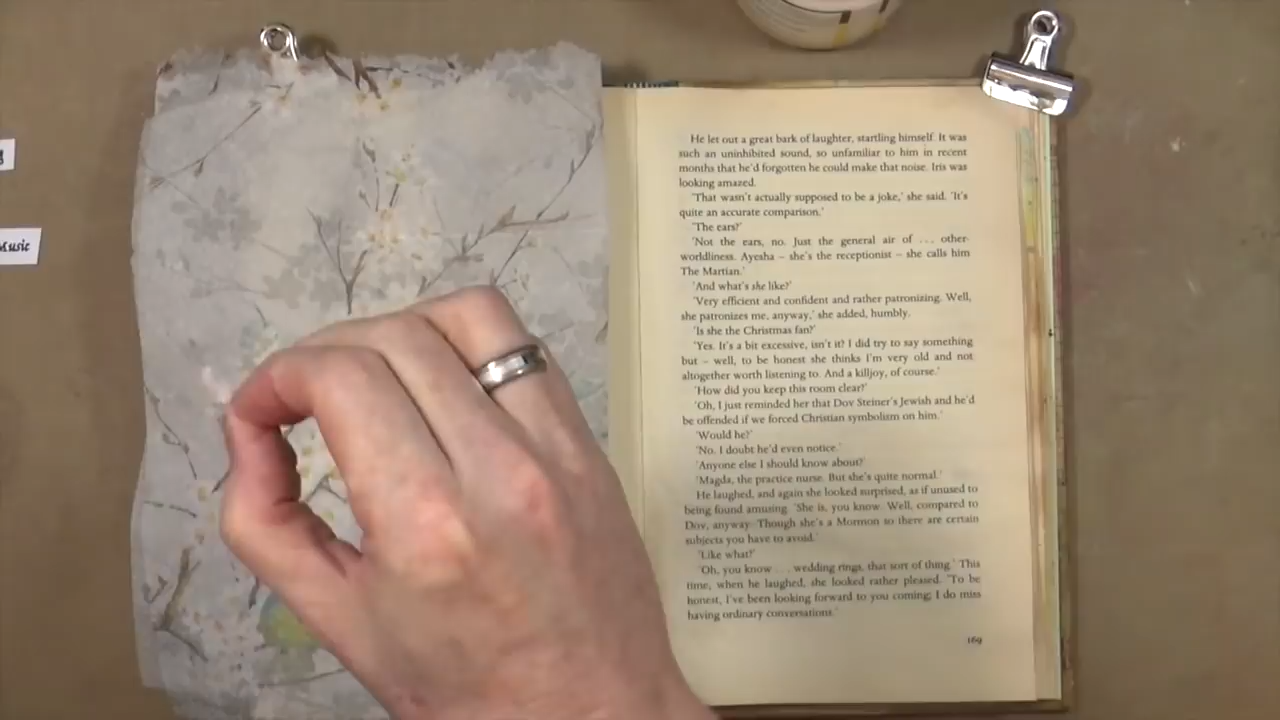 Music
He let out a great bark of laughter, startling himself. It was
such an uninhibited sound, so unfamiliar to him in recent
months that he'd forgotten he could make that noise. Iris was
looking amazed.
'That wasn't actually supposed to be a joke,' she said. 'It's
quite an accurate comparison.'
'The ears?'
'Not the ears, no. Just the general air of ... other-
worldliness. Ayesha – she's the receptionist – she calls him
The Martian.'
'And what's she like?'
'Very efficient and confident and rather patronizing. Well,
she patronizes me, anyway,' she added, humbly.
'Is she the Christmas fan?'
'Yes. It's a bit excessive, isn't it? I did try to say something
but – well, to be honest she thinks I'm very old and not
altogether worth listening to. And a killjoy, of course.'
'How did you keep this room clear?'
'Oh, I just reminded her that Dov Steiner's Jewish and he'd
be offended if we forced Christian symbolism on him.'
'Would he?'
'No. I doubt he'd even notice.'
'Anyone else I should know about?'
'Magda, the practice nurse. But she's quite normal.'
He laughed, and again she looked surprised, as if unused to
being found amusing. 'She is, you know. Well, compared to
Dov, anyway. Though she's a Mormon so there are certain
subjects you have to avoid.'
'Like what?'
'Oh, you know ... wedding rings, that sort of thing.' This
time, when he laughed, she looked rather pleased. 'To be
honest, I've been looking forward to you coming; I do miss
having ordinary conversations.'
169